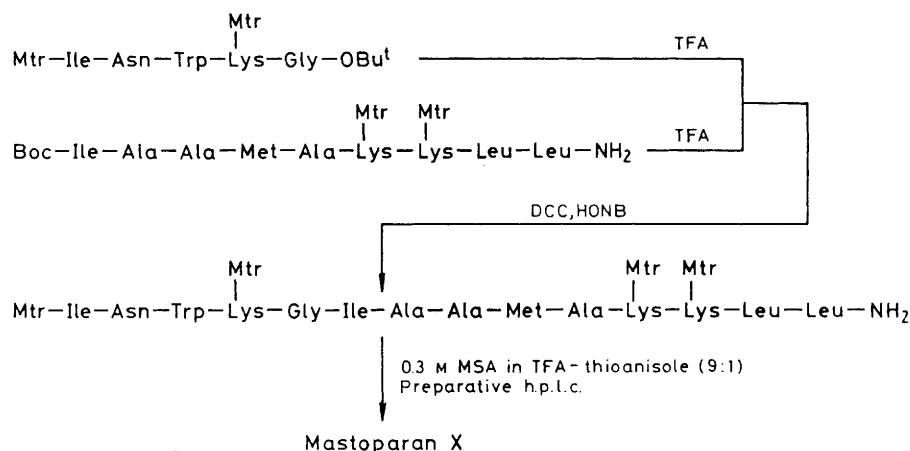 Mtr
Mtr—Ile—Asn—Trp—Lys—Gly—OBuᵗ
TFA
Mtr Mtr
Boc—Ile—Ala—Ala—Met—Ala—Lys—Lys—Leu—Leu—NH₂
TFA
DCC, HONB
Mtr Mtr Mtr
Mtr—Ile—Asn—Trp—Lys—Gly—Ile—Ala—Ala—Met—Ala—Lys—Lys—Leu—Leu—NH₂
0.3 M MSA in TFA-thioanisole (9:1)
Preparative h.p.l.c.
Mastoparan X